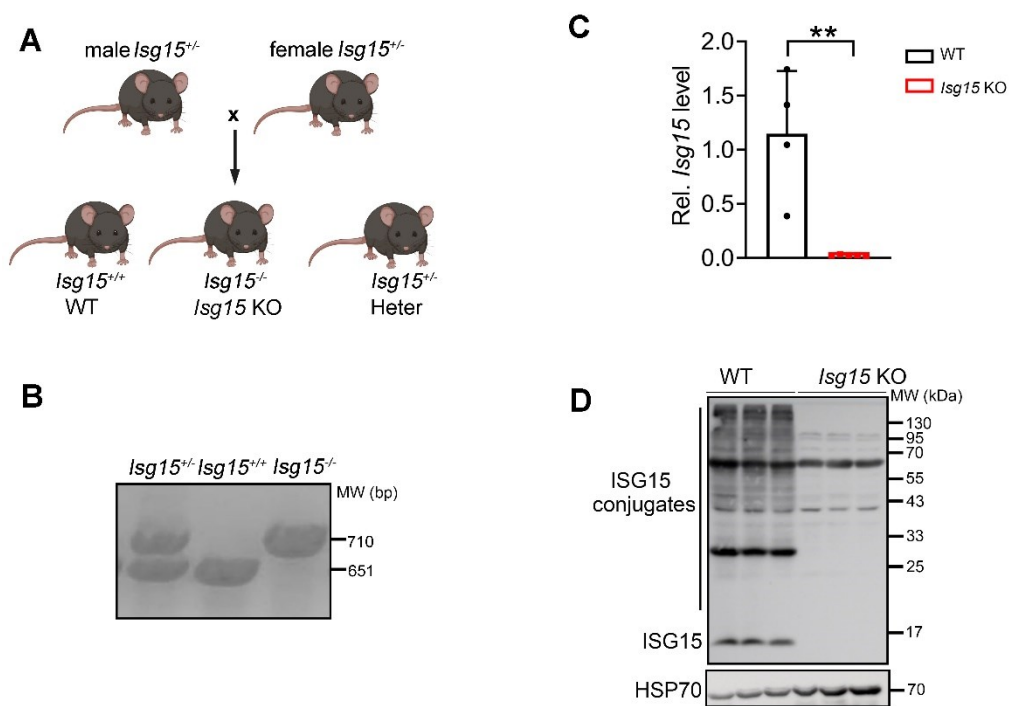 A
male Isg15+/-
female Isg15+/-
x
Isg15+/+
WT
Isg15-/-
Isg15 KO
Isg15+/-
Heter
B
Isg15+/- Isg15+/+ Isg15-/-
MW (bp)
710
651
C
**
WT
Isg15 KO
Rel. Isg15 level
2.0
1.5
1.0
0.5
0.0
D
WT
Isg15 KO
MW (kDa)
130
95
70
55
43
33
25
17
ISG15
conjugates
ISG15
HSP70
70